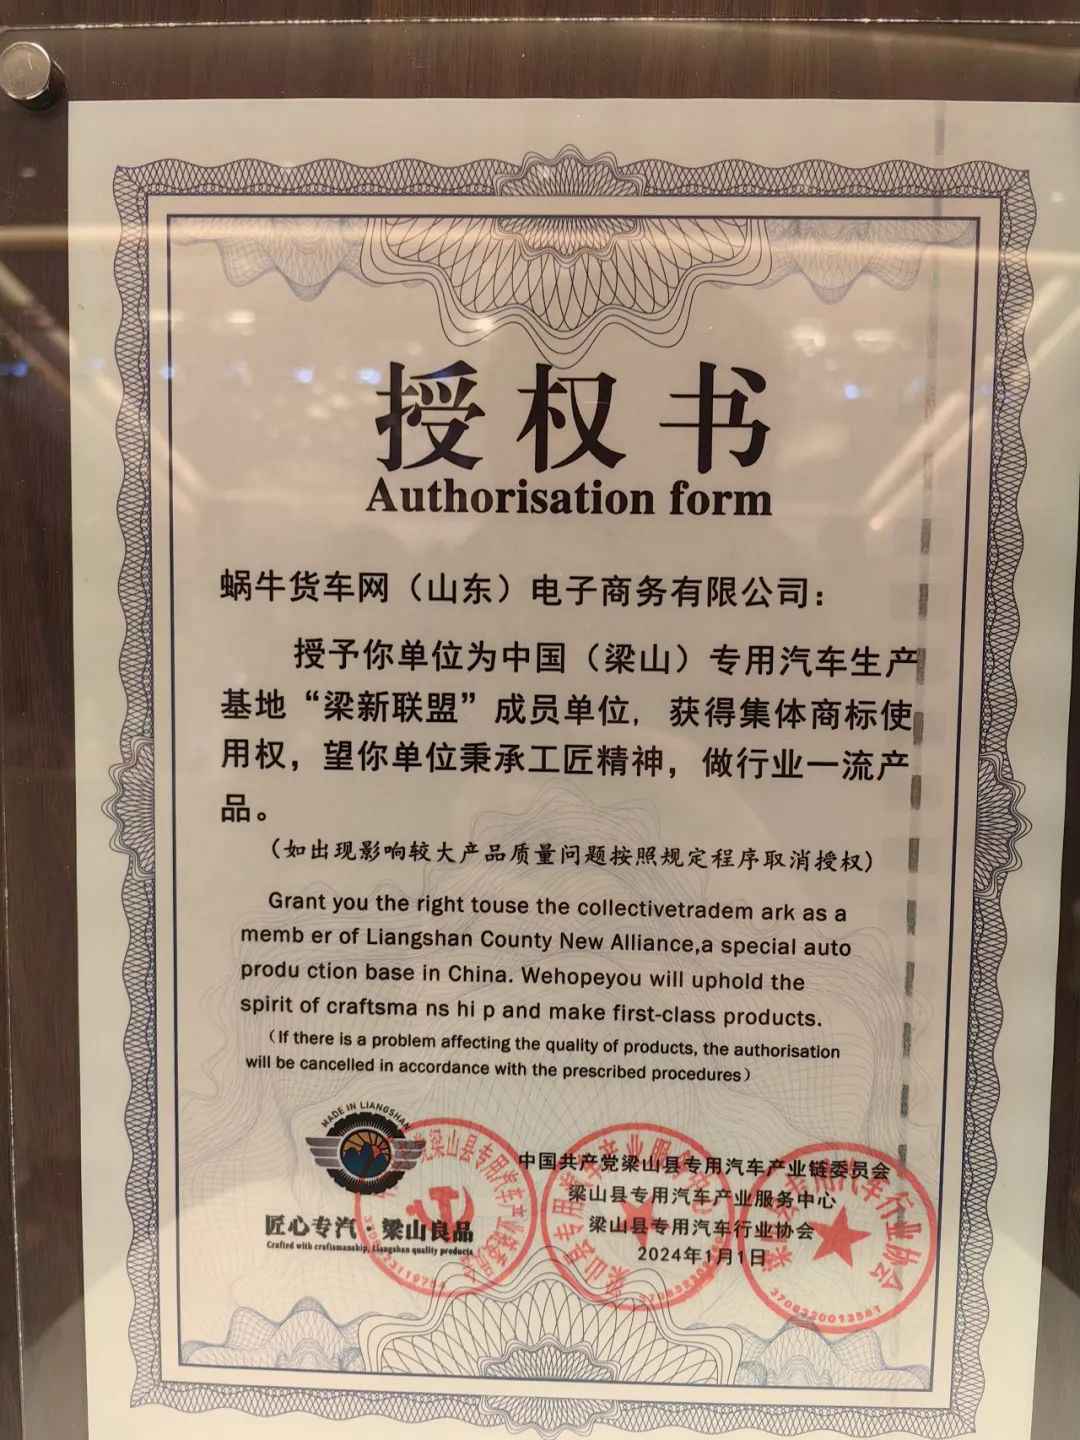 授权书
Authorisation form
蜗牛货车网（山东）电子商务有限公司：
授予你单位为中国（梁山）专用汽车生产
基地“梁新联盟”成员单位，获得集体商标使
用权，望你单位秉承工匠精神，做行业一流产
品。
（如出现影响较大产品质量问题按照规定程序取消授权）
Grant you the right touse the collectivetradem ark as a
memb er of Liangshan County New Alliance,a special auto
produ ction base in China. Wehopeyou will uphold the
spirit of craftsma ns hi p and make first-class products.
（If there is a problem affecting the quality of products, the authorisation
will be cancelled in accordance with the prescribed procedures）
MADE IN LIANGSHAN
匠心专汽·梁山良品
Crafted with craftsmanship, Liangshan quality products
中国共产党梁山县专用汽车产业链委员会
梁山县专用汽车产业服务中心
梁山县专用汽车行业协会
2024年1月1日